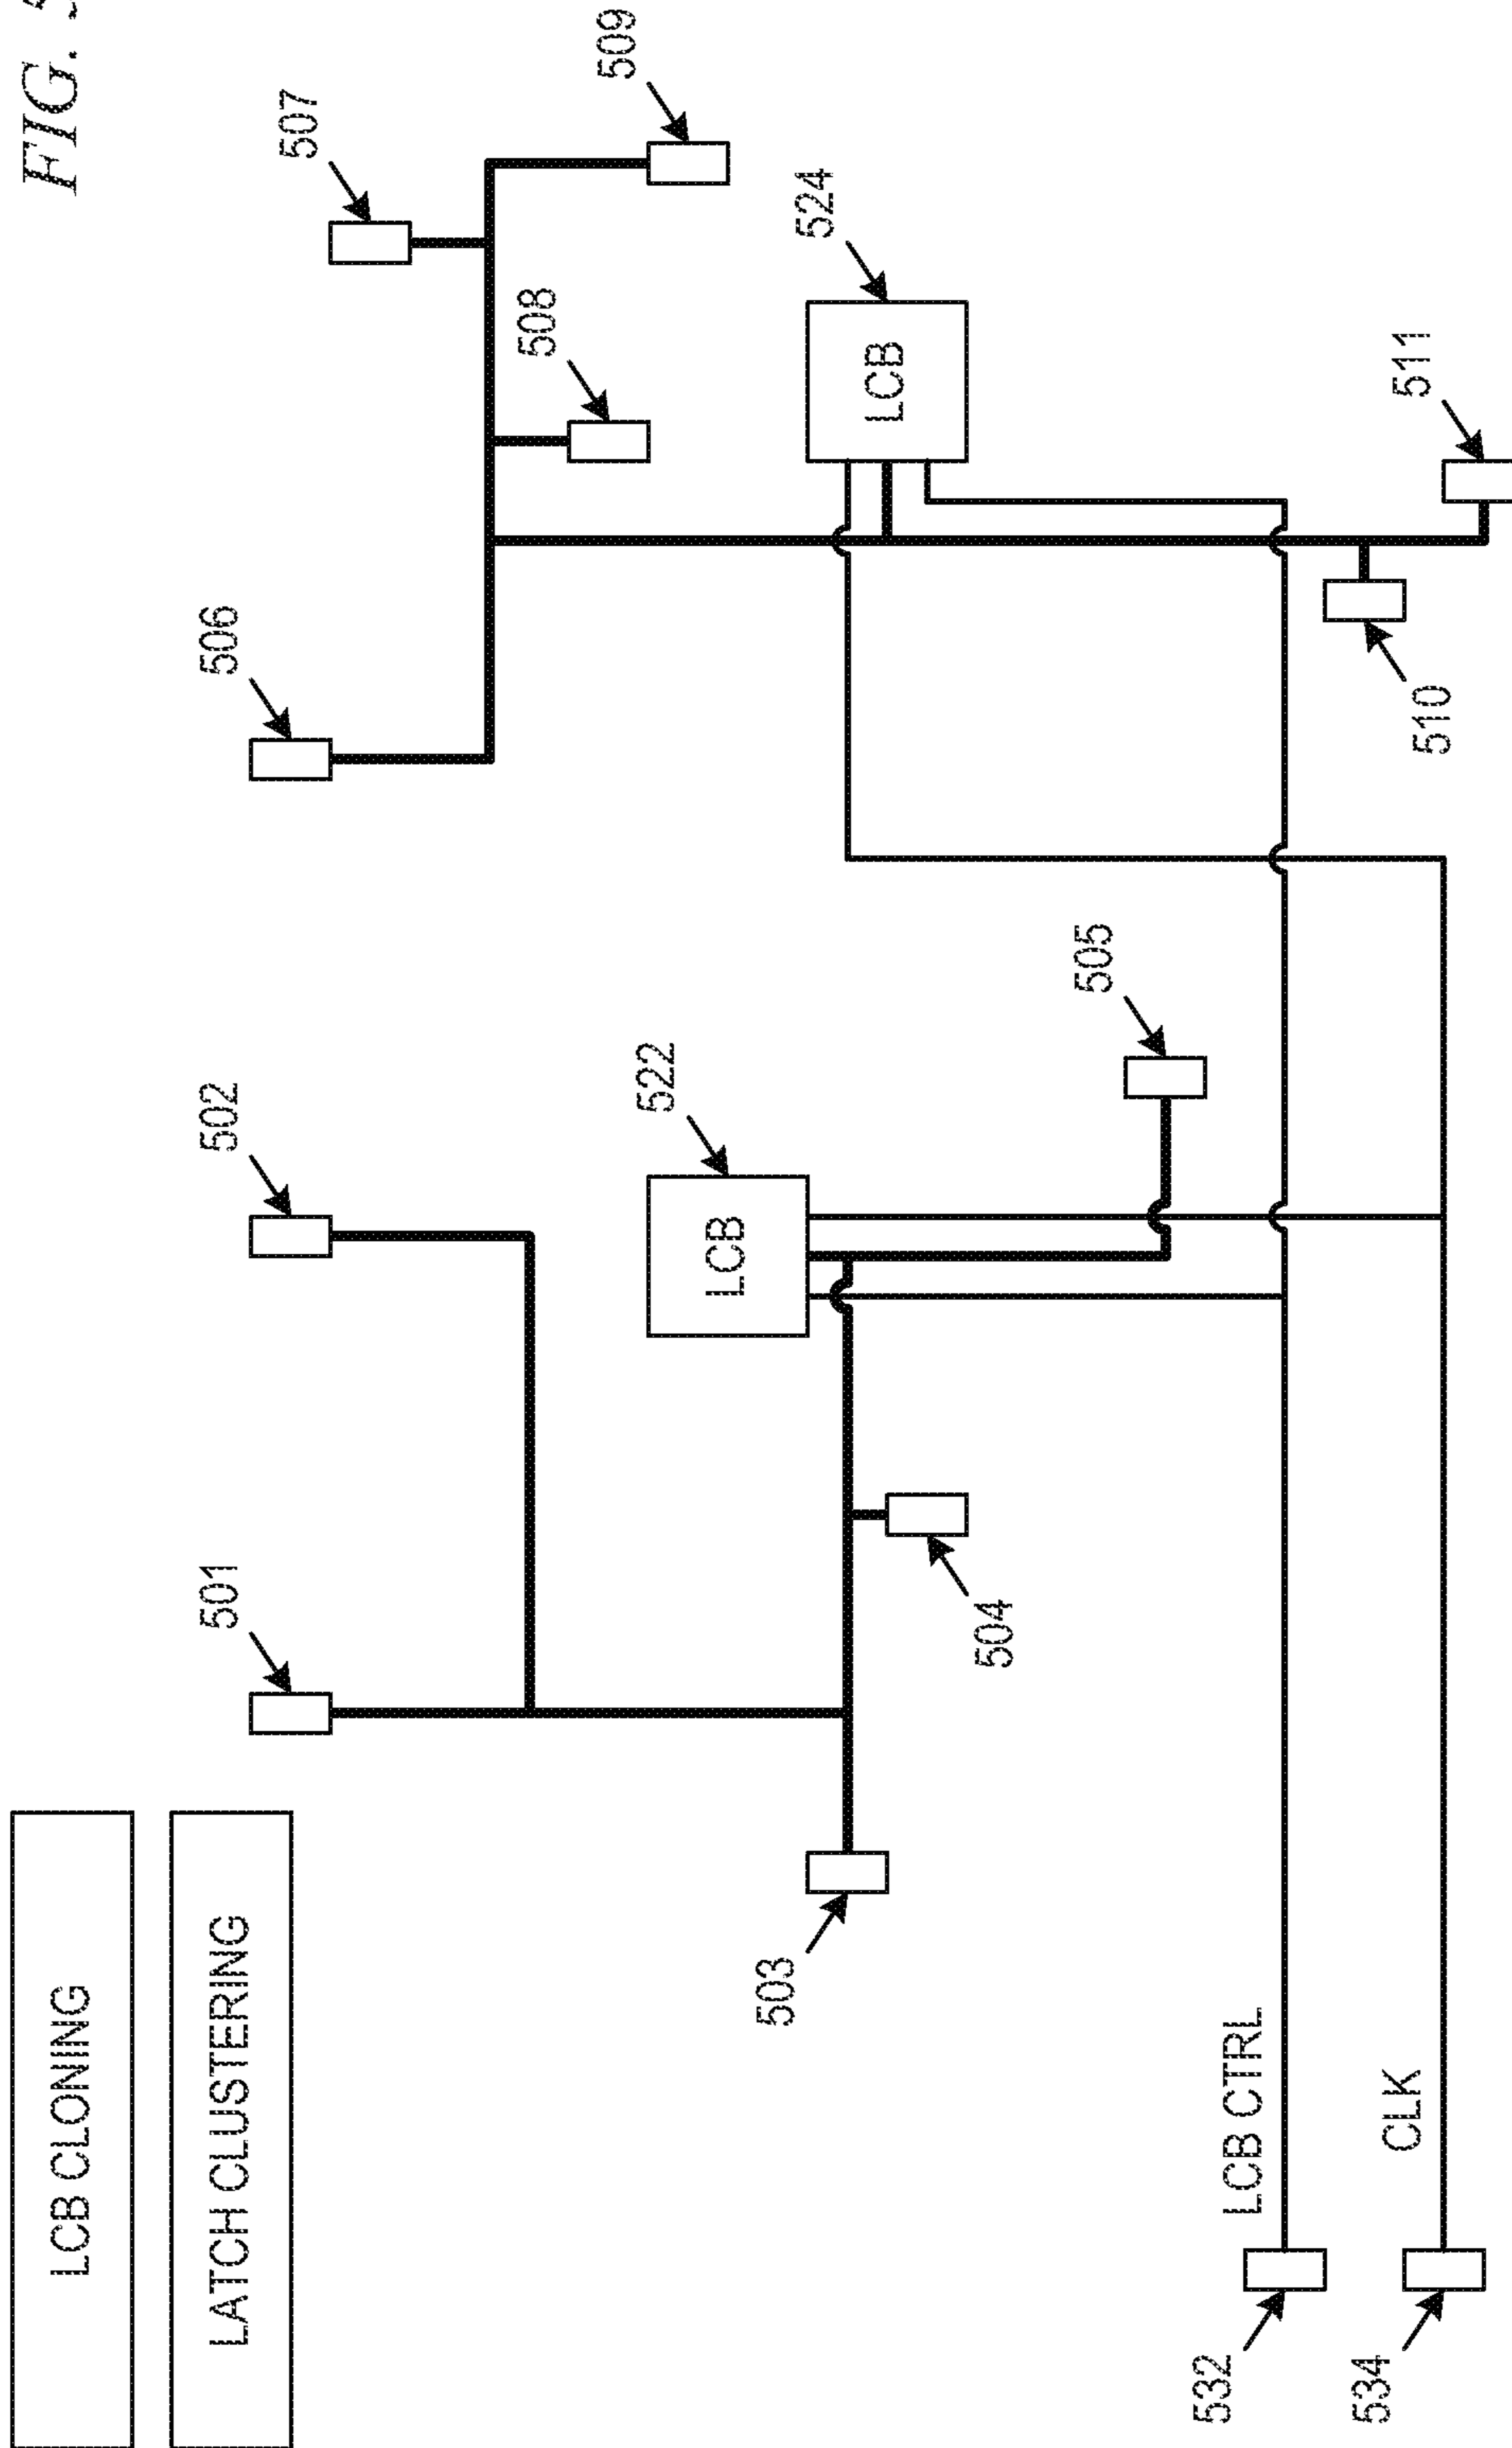 FIG. 5
LCB CLONING
LATCH CLUSTERING
501
502
506
507
508
509
503
504
LCB
522
LCB
524
505
LCB CTRL
532
CLK
534
510
511